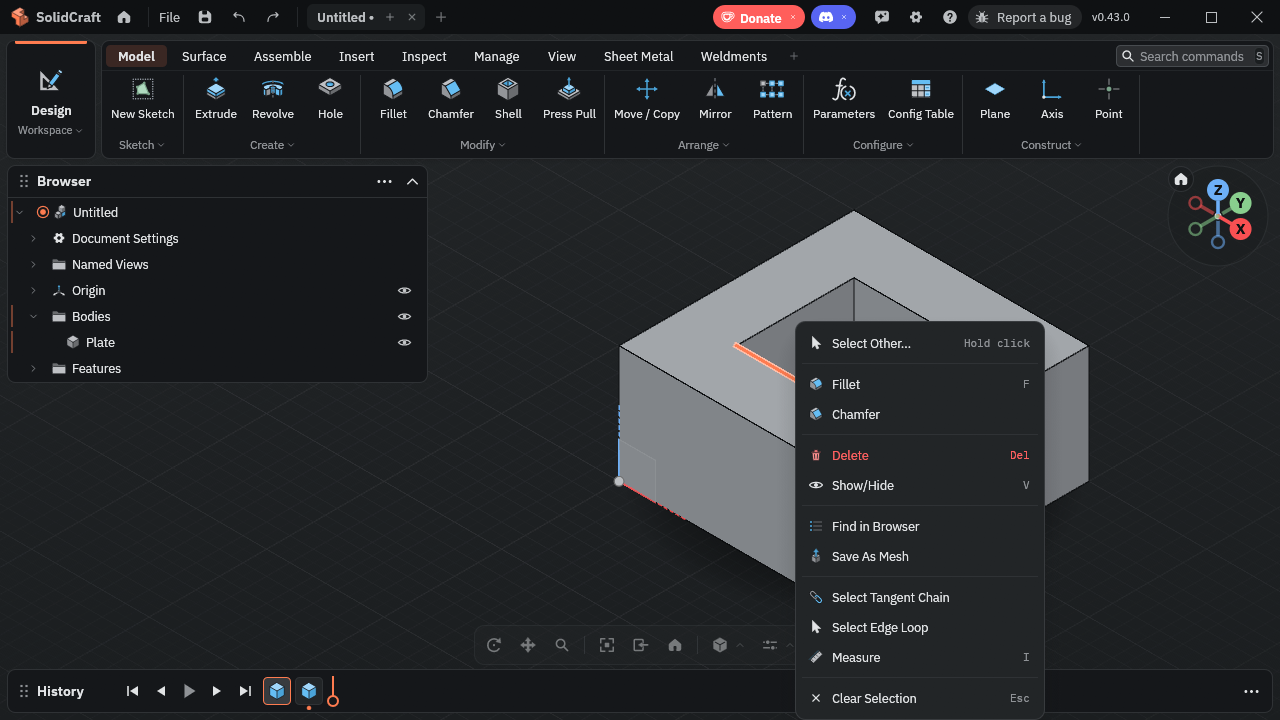 SolidCraft
File
Untitled •
Donate
Report a bug
v0.43.0
Design
Workspace
Model
Surface
Assemble
Insert
Inspect
Manage
View
Sheet Metal
Weldments
Search commands
S
New Sketch
Extrude
Revolve
Hole
Fillet
Chamfer
Shell
Press Pull
Move / Copy
Mirror
Pattern
Parameters
Config Table
Plane
Axis
Point
Sketch
Create
Modify
Arrange
Configure
Construct
Browser
Untitled
Document Settings
Named Views
Origin
Bodies
Plate
Features
Z
Y
X
Select Other... Hold click
Fillet F
Chamfer
Delete Del
Show/Hide V
Find in Browser
Save As Mesh
Select Tangent Chain
Select Edge Loop
Measure I
Clear Selection Esc
History